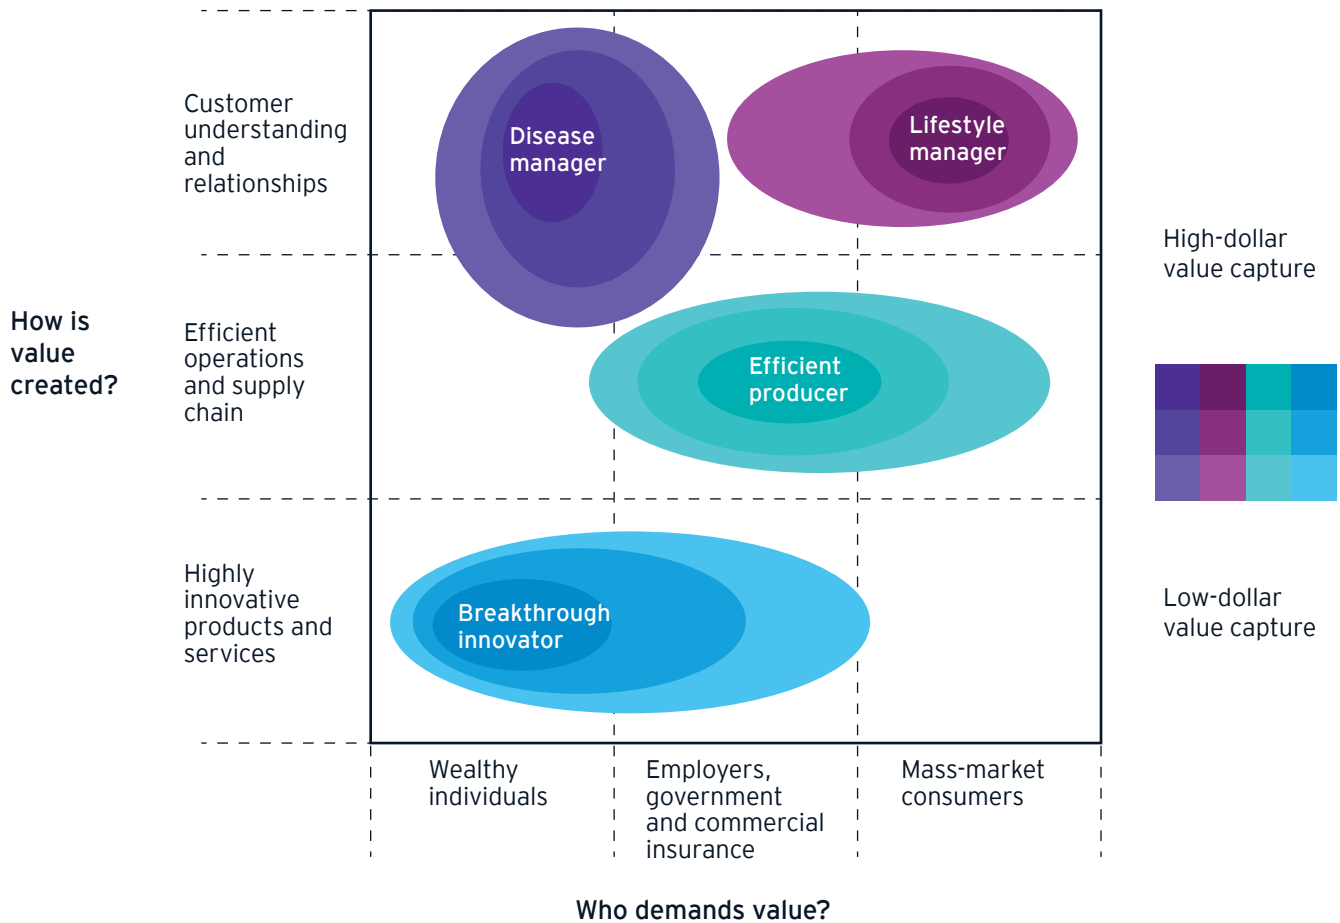 Customer
understanding
and
relationships
Disease
manager
Lifestyle
manager
High-dollar
value capture
How is
value
created?
Efficient
operations
and supply
chain
Efficient
producer
Highly
innovative
products and
services
Breakthrough
innovator
Low-dollar
value capture
Wealthy
individuals
Employers,
government
and commercial
insurance
Mass-market
consumers
Who demands value?